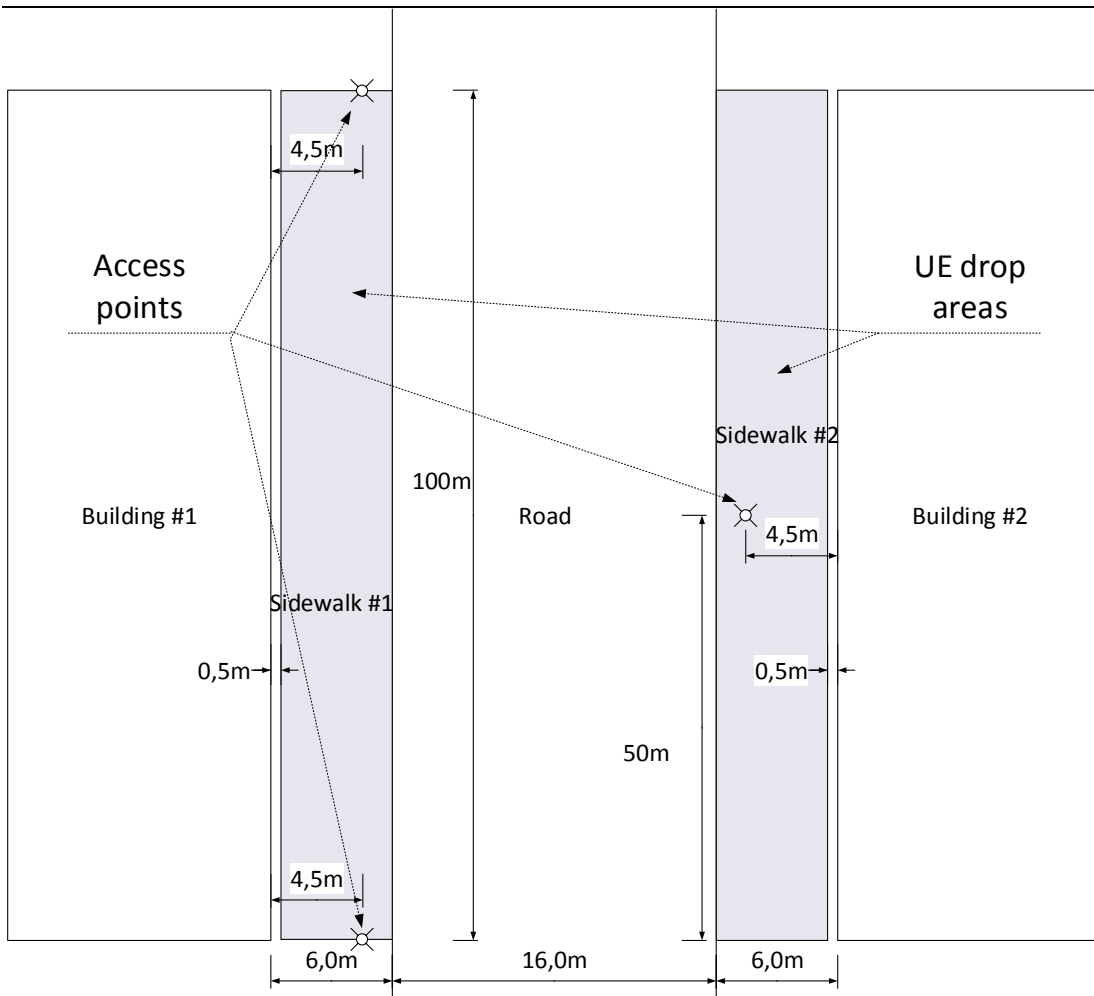 4,5m
Access
points
UE drop
areas
Sidewalk #2
100m
Building #1
Road
4,5m
Building #2
Sidewalk #1
0,5m
0,5m
50m
4,5m
6,0m
16,0m
6,0m